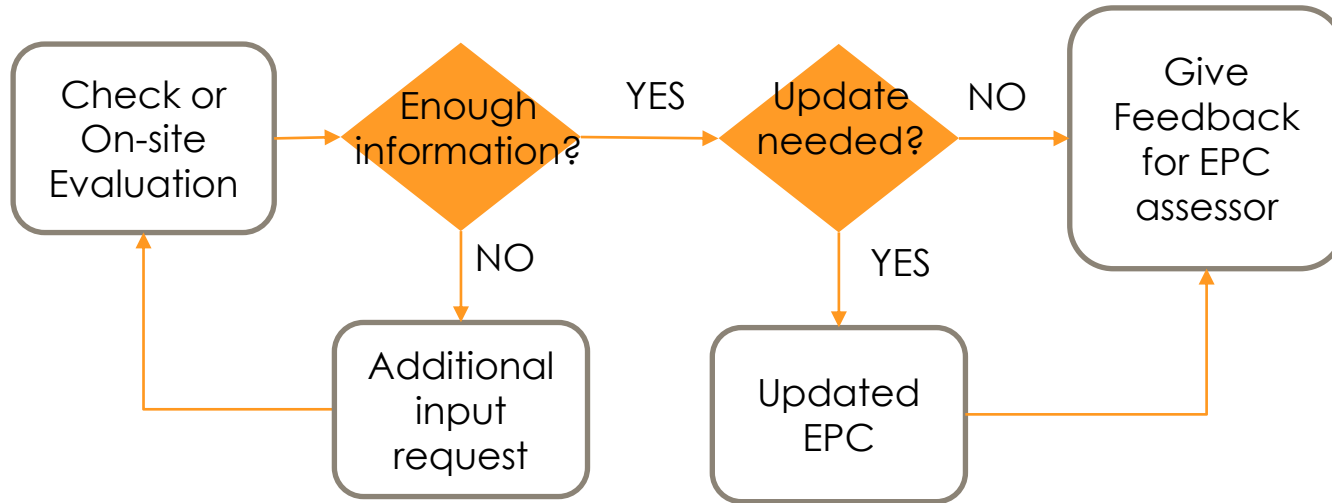 Check or
On-site
Evaluation
Enough
information?
YES
Update
needed?
NO
Give
Feedback
for EPC
assessor
NO
YES
Additional
input
request
Updated
EPC